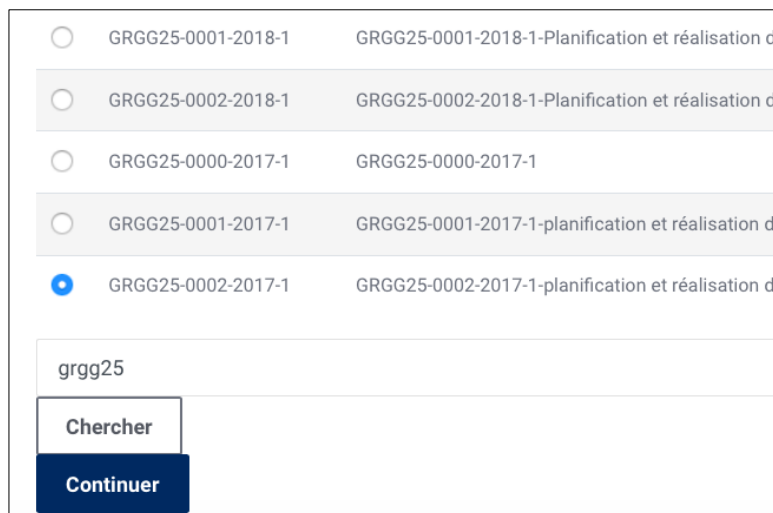 GRGG25-0001-2018-1 GRGG25-0001-2018-1-Planification et réalisation d
GRGG25-0002-2018-1 GRGG25-0002-2018-1-Planification et réalisation d
GRGG25-0000-2017-1 GRGG25-0000-2017-1
GRGG25-0001-2017-1 GRGG25-0001-2017-1-planification et réalisation d
GRGG25-0002-2017-1 GRGG25-0002-2017-1-planification et réalisation d
grgg25
Chercher
Continuer